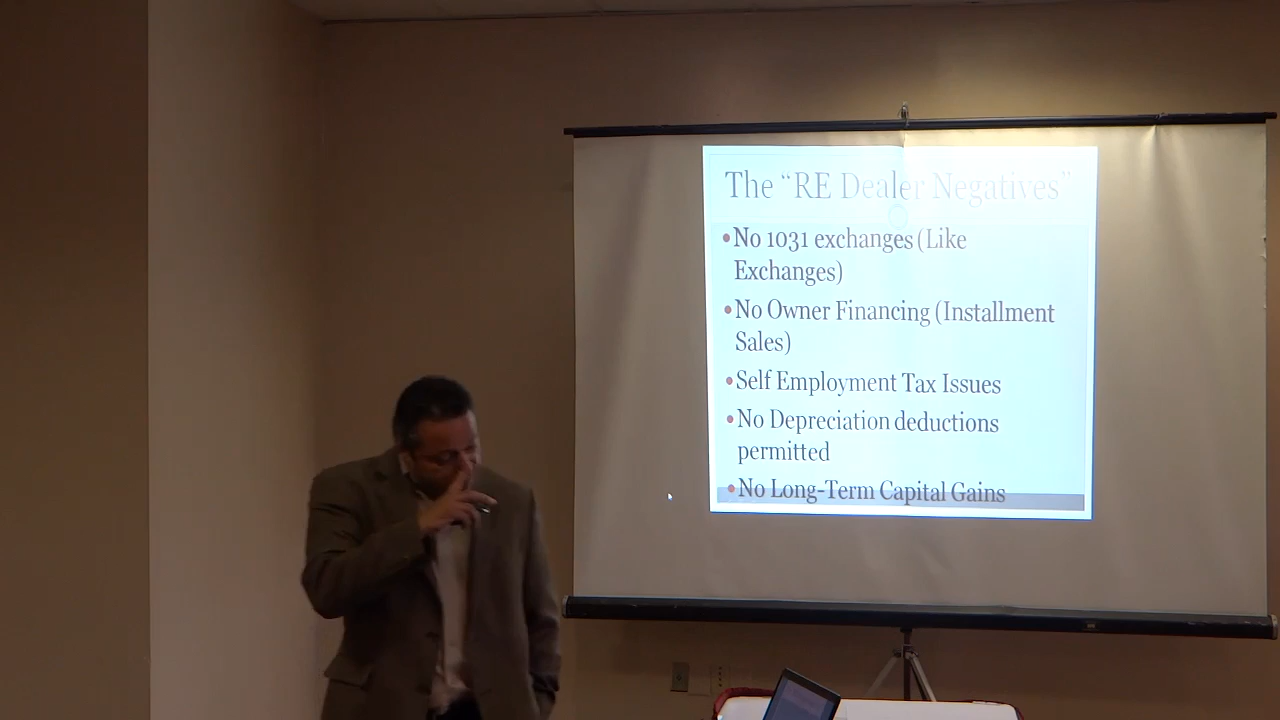 The “RE Dealer Negatives”
•No 1031 exchanges (Like
Exchanges)
•No Owner Financing (Installment
Sales)
•Self Employment Tax Issues
•No Depreciation deductions
permitted
•No Long-Term Capital Gains